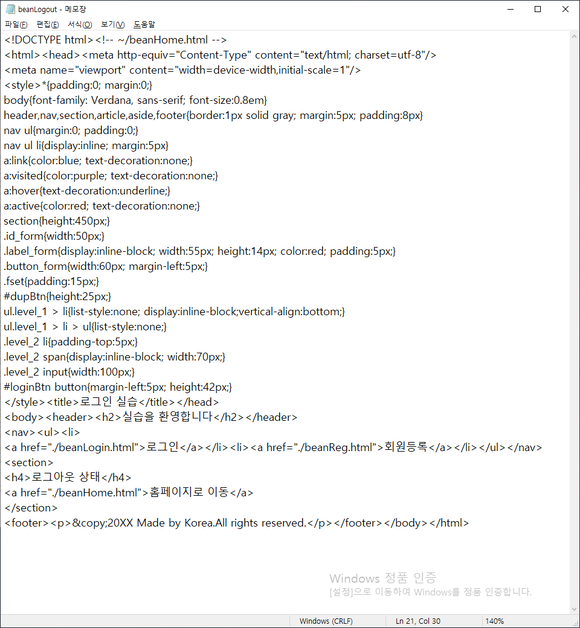 beanLogout - 메모장
파일(F) 편집(E) 서식(O) 보기(V) 도움말
<!DOCTYPE html><!-- ~/beanHome.html -->
<html><head><meta http-equiv="Content-Type" content="text/html; charset=utf-8"/>
<meta name="viewport" content="width=device-width,initial-scale=1"/>
<style>*{padding:0; margin:0;}
body{font-family: Verdana, sans-serif; font-size:0.8em}
header,nav,section,article,aside,footer{border:1px solid gray; margin:5px; padding:8px}
nav ul{margin:0; padding:0;}
nav ul li{display:inline; margin:5px}
a:link{color:blue; text-decoration:none;}
a:visited{color:purple; text-decoration:none;}
a:hover{text-decoration:underline;}
a:active{color:red; text-decoration:none;}
section{height:450px;}
.id_form{width:50px;}
.label_form{display:inline-block; width:55px; height:14px; color:red; padding:5px;}
.button_form{width:60px; margin-left:5px;}
.fset{padding:15px;}
#dupBtn{height:25px;}
ul.level_1 > li{list-style:none; display:inline-block;vertical-align:bottom;}
ul.level_1 > li > ul{list-style:none;}
.level_2 li{padding-top:5px;}
.level_2 span{display:inline-block; width:70px;}
.level_2 input{width:100px;}
#loginBtn button{margin-left:5px; height:42px;}
</style><title>로그인 실습</title></head>
<body><header><h2>실습을 환영합니다</h2></header>
<nav><ul><li>
<a href="./beanLogin.html">로그인</a></li><li><a href="./beanReg.html">회원등록</a></li></ul></nav>
<section>
<h4>로그아웃 상태</h4>
<a href="./beanHome.html">홈페이지로 이동</a>
</section>
<footer><p>&copy;20XX Made by Korea.All rights reserved.</p></footer></body></html>
Windows 정품 인증
[설정]으로 이동하여 Windows를 정품 인증합니다.
Windows (CRLF) Ln 21, Col 30 140%